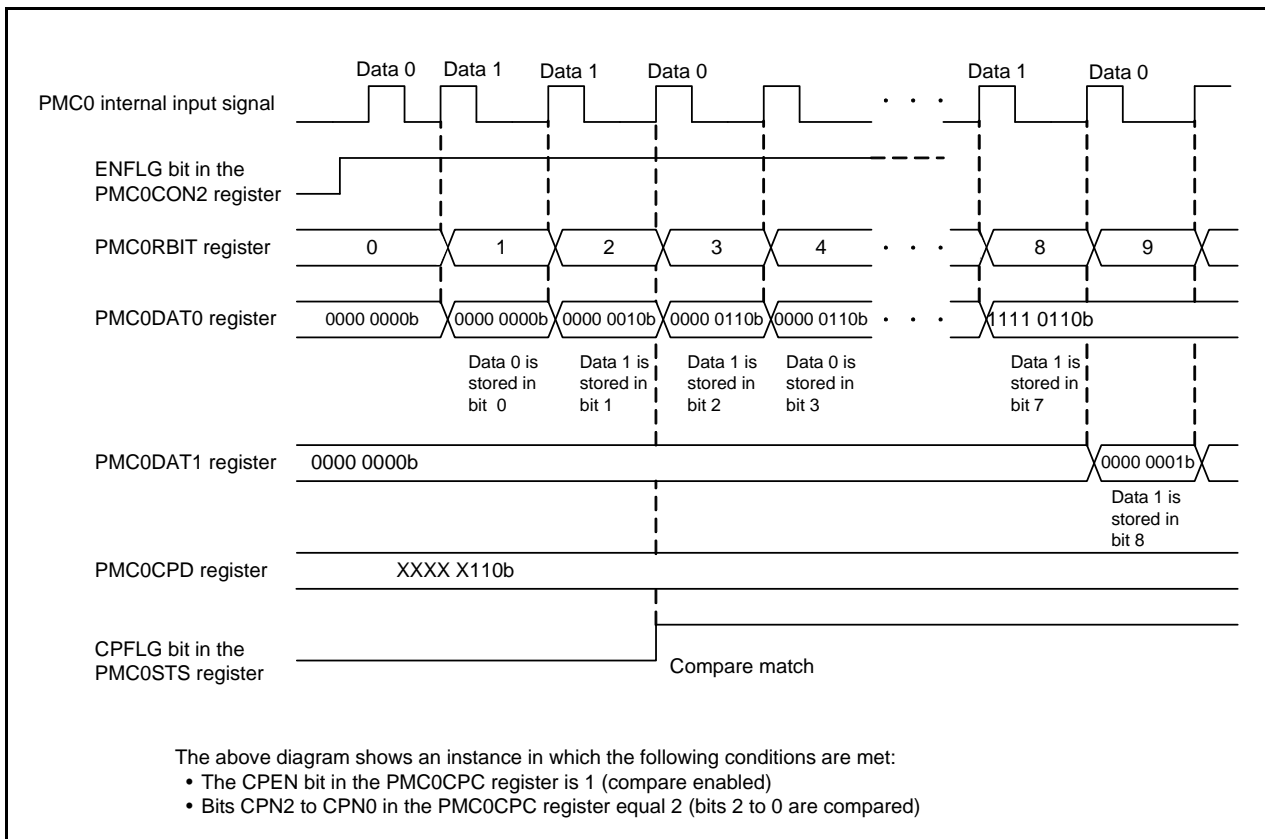 Data 0 Data 1 Data 1 Data 0 Data 1 Data 0
PMC0 internal input signal · · ·
ENFLG bit in the
PMC0CON2 register
PMC0RBIT register 0 1 2 3 4 · · · 8 9
PMC0DAT0 register 0000 0000b 0000 0000b 0000 0010b 0000 0110b 0000 0110b · · · 1111 0110b
Data 0 is
stored in
bit 0
Data 1 is
stored in
bit 1
Data 1 is
stored in
bit 2
Data 0 is
stored in
bit 3
Data 1 is
stored in
bit 7
PMC0DAT1 register 0000 0000b 0000 0001b
Data 1 is
stored in
bit 8
PMC0CPD register XXXX X110b
CPFLG bit in the
PMC0STS register
Compare match
The above diagram shows an instance in which the following conditions are met:
• The CPEN bit in the PMC0CPC register is 1 (compare enabled)
• Bits CPN2 to CPN0 in the PMC0CPC register equal 2 (bits 2 to 0 are compared)